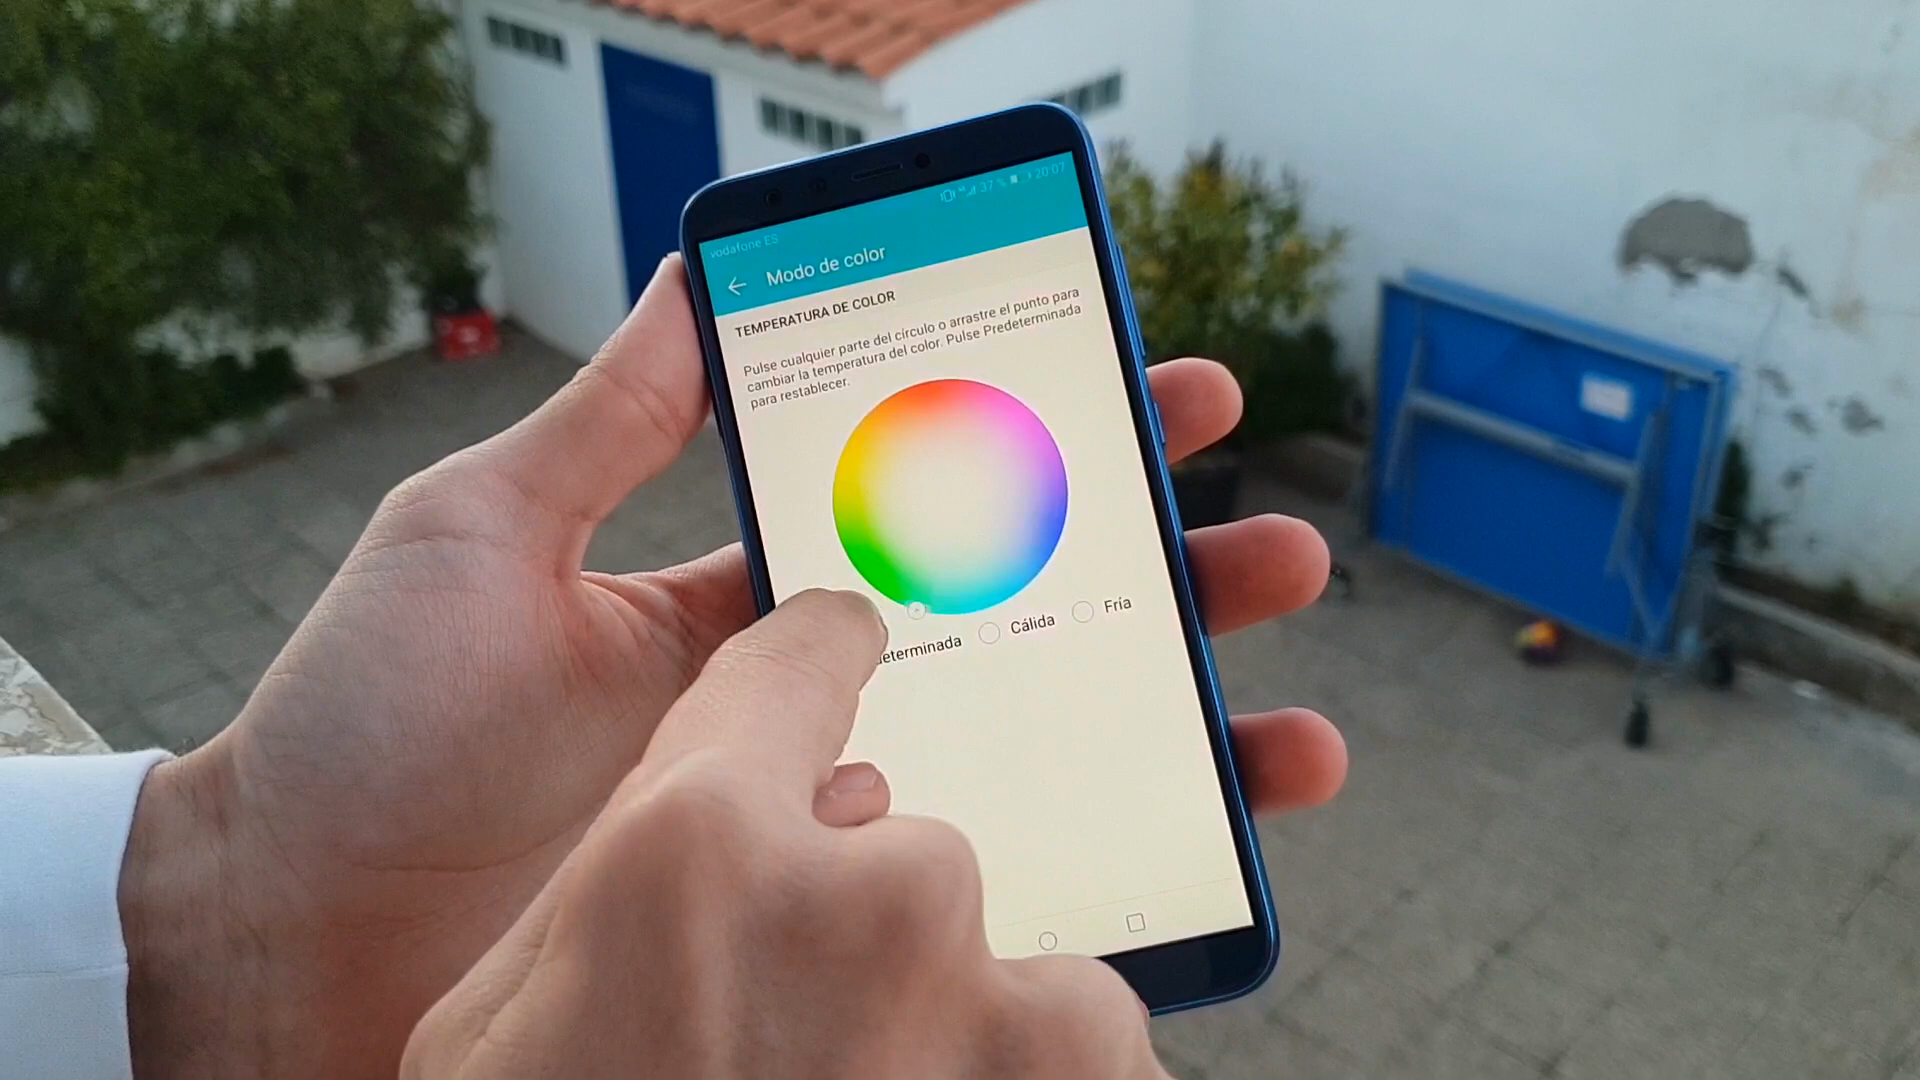 vodafone ES 37 % 20:07
Modo de color
TEMPERATURA DE COLOR
Pulse cualquier parte del círculo o arrastre el punto para
cambiar la temperatura del color. Pulse Predeterminada
para restablecer.
determinada Cálida Fría